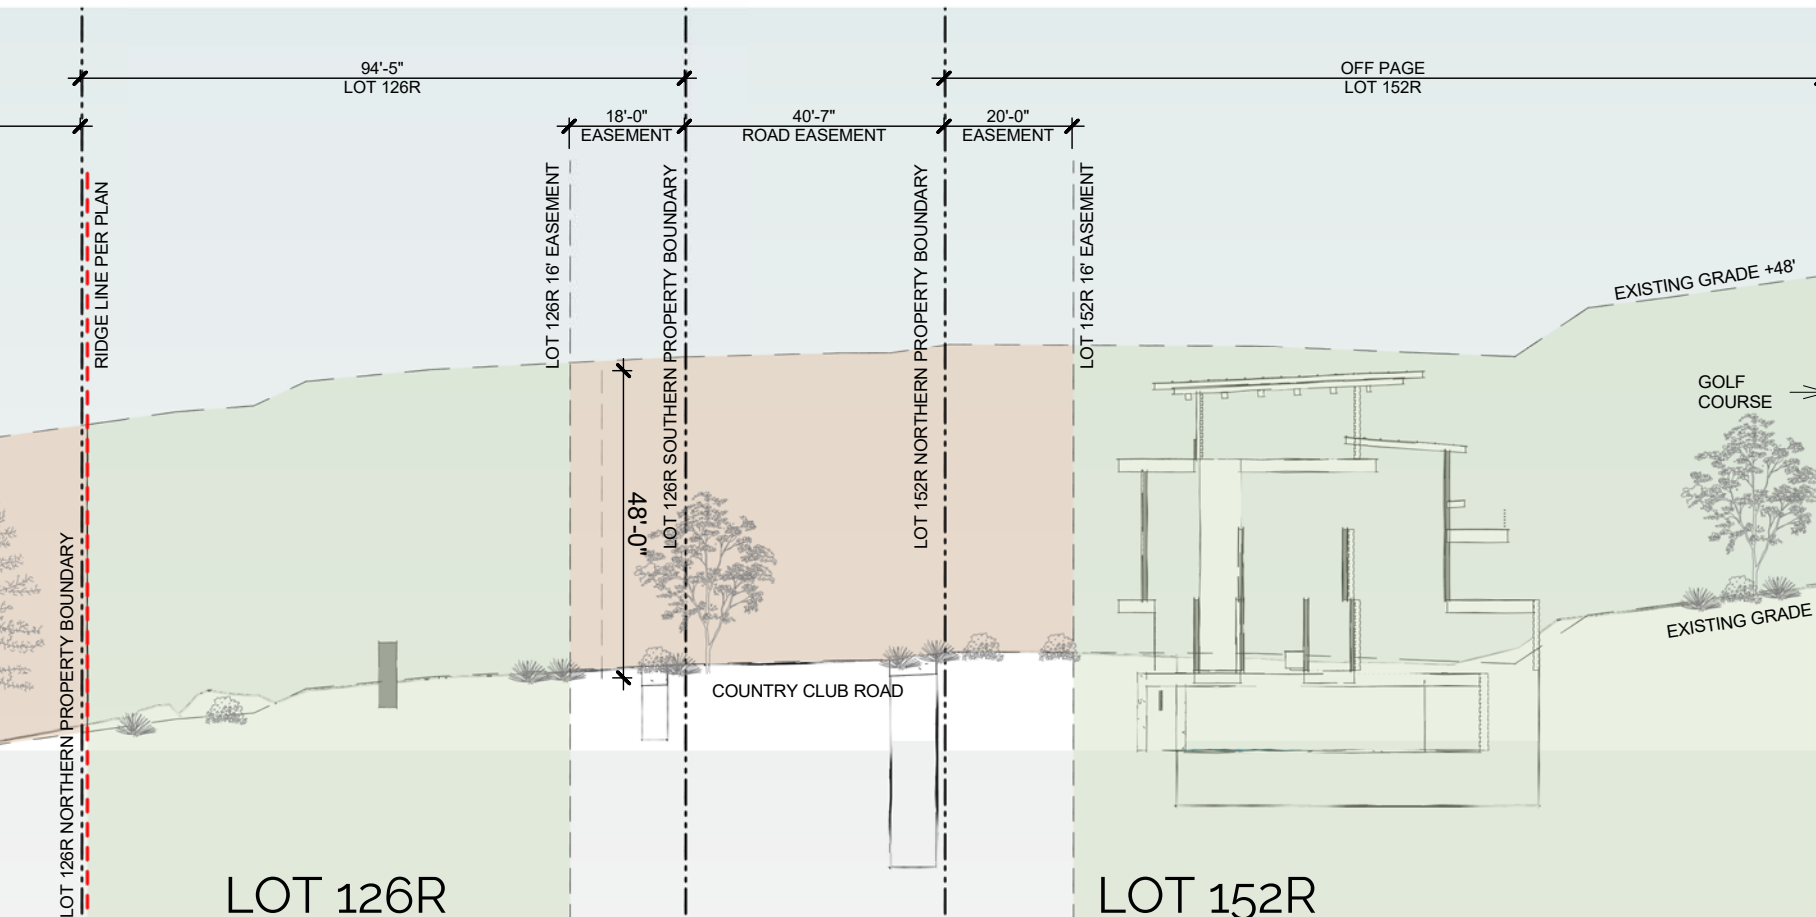 94'-5"
LOT 126R
OFF PAGE
LOT 152R
18'-0"
EASEMENT
40'-7"
ROAD EASEMENT
20'-0"
EASEMENT
RIDGE LINE PER PLAN
LOT 126R 16' EASEMENT
LOT 126R SOUTHERN PROPERTY BOUNDARY
LOT 152R NORTHERN PROPERTY BOUNDARY
LOT 152R 16' EASEMENT
EXISTING GRADE +48'
GOLF
COURSE
48'-0"
LOT 126R NORTHERN PROPERTY BOUNDARY
EXISTING GRADE
COUNTRY CLUB ROAD
LOT 126R
LOT 152R